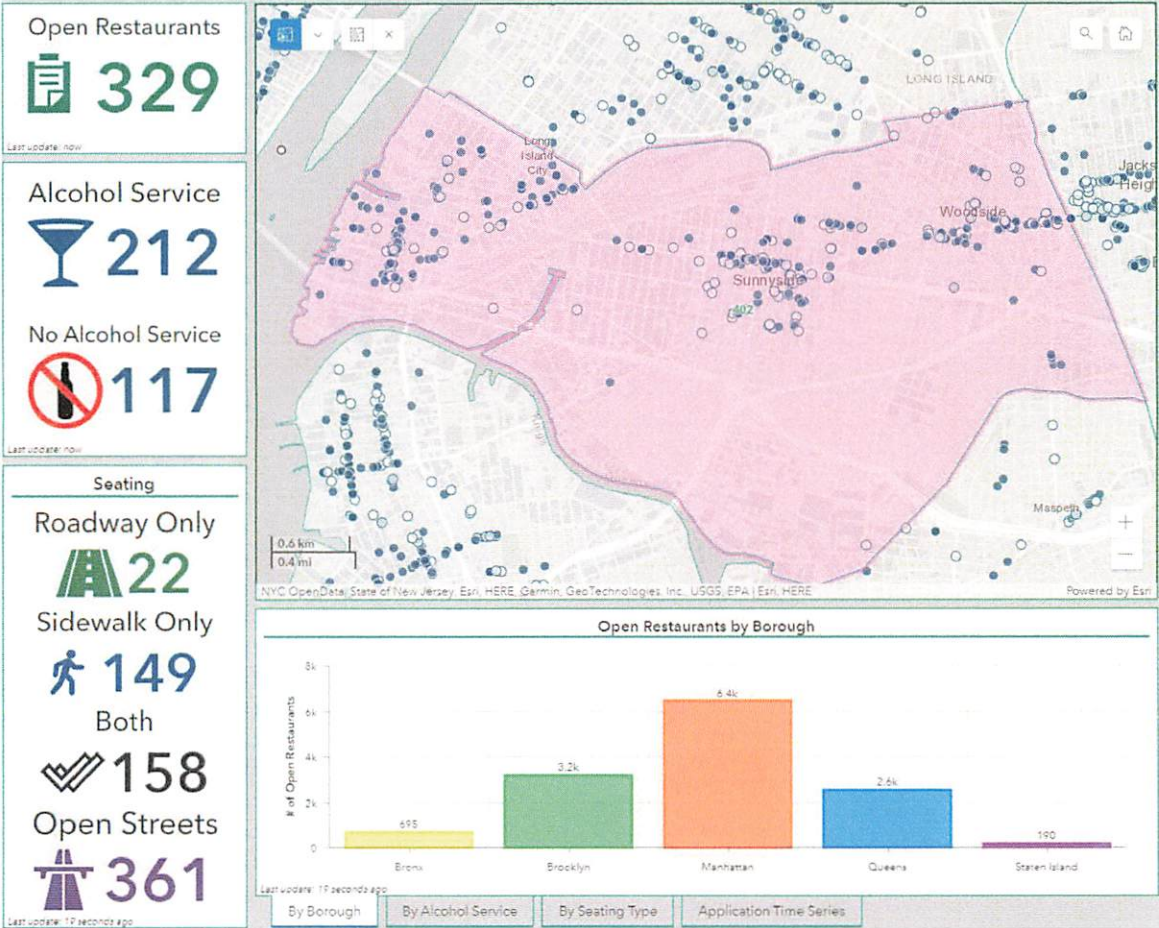 Open Restaurants
329
Last update: now
Alcohol Service
212
No Alcohol Service
117
Last update: now
Seating
Roadway Only
22
Sidewalk Only
149
Both
158
Open Streets
361
Last update: 19 seconds ago
LONG ISLAND
Long
Island
City
Jacks
Heig
Woodside
Sunnyside
402
Kings
Maspeth
0.6 km
0.4 mi
+
−
NYC OpenData, State of New Jersey, Esri, HERE, Garmin, GeoTechnologies, Inc., USGS, EPA | Esri, HERE
Powered by Esri
Open Restaurants by Borough
# of Open Restaurants
8k
6k
4k
2k
0
695
3.2k
6.4k
2.6k
190
Bronx
Brooklyn
Manhattan
Queens
Staten Island
Last update: 19 seconds ago
By Borough
By Alcohol Service
By Seating Type
Application Time Series